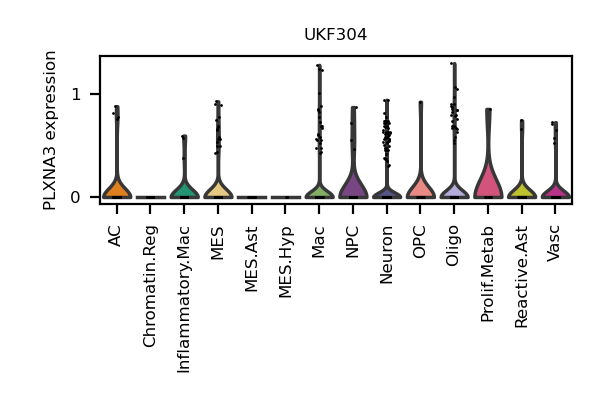 UKF304
PLXNA3 expression
1
0
AC
Chromatin.Reg
Inflammatory.Mac
MES
MES.Ast
MES.Hyp
Mac
NPC
Neuron
OPC
Oligo
Prolif.Metab
Reactive.Ast
Vasc